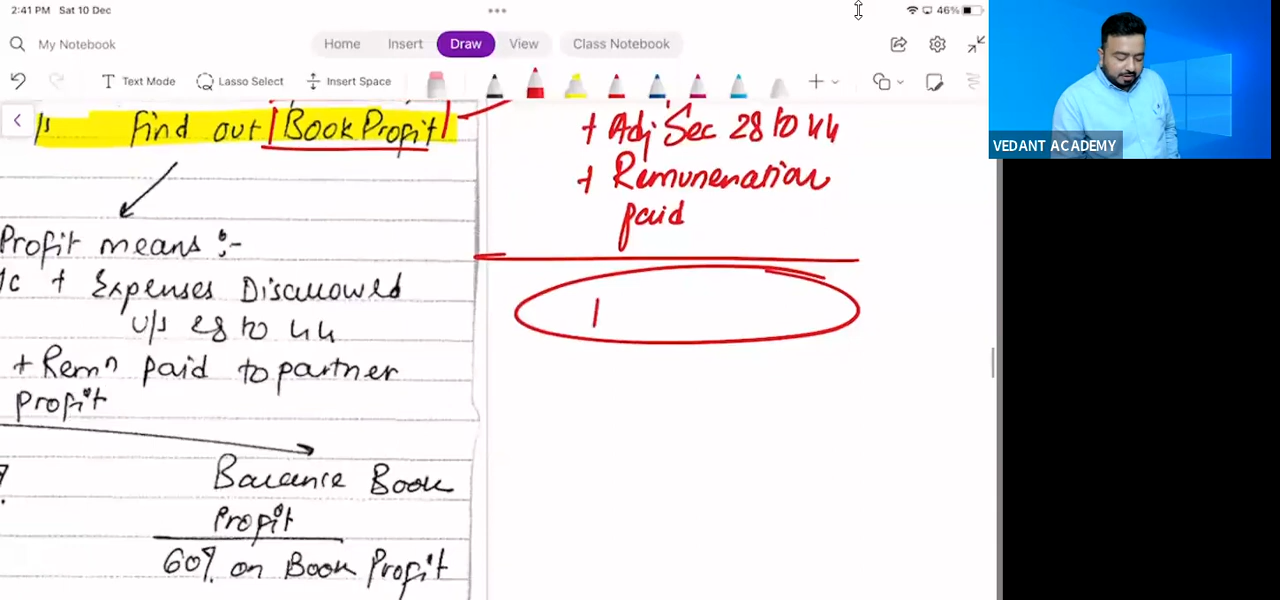 2:41 PM Sat 10 Dec
46%
My Notebook
Home Insert Draw View Class Notebook
Text Mode Lasso Select Insert Space
VEDANT ACADEMY
find out Book Profit
Profit means :-
/c + Expenses Disallowed
u/s 28 to 44
+ Remn paid to partner
Profit
Balance Book
Profit
60% on Book Profit
+ Adj Sec 28 to 44
+ Remuneration
paid